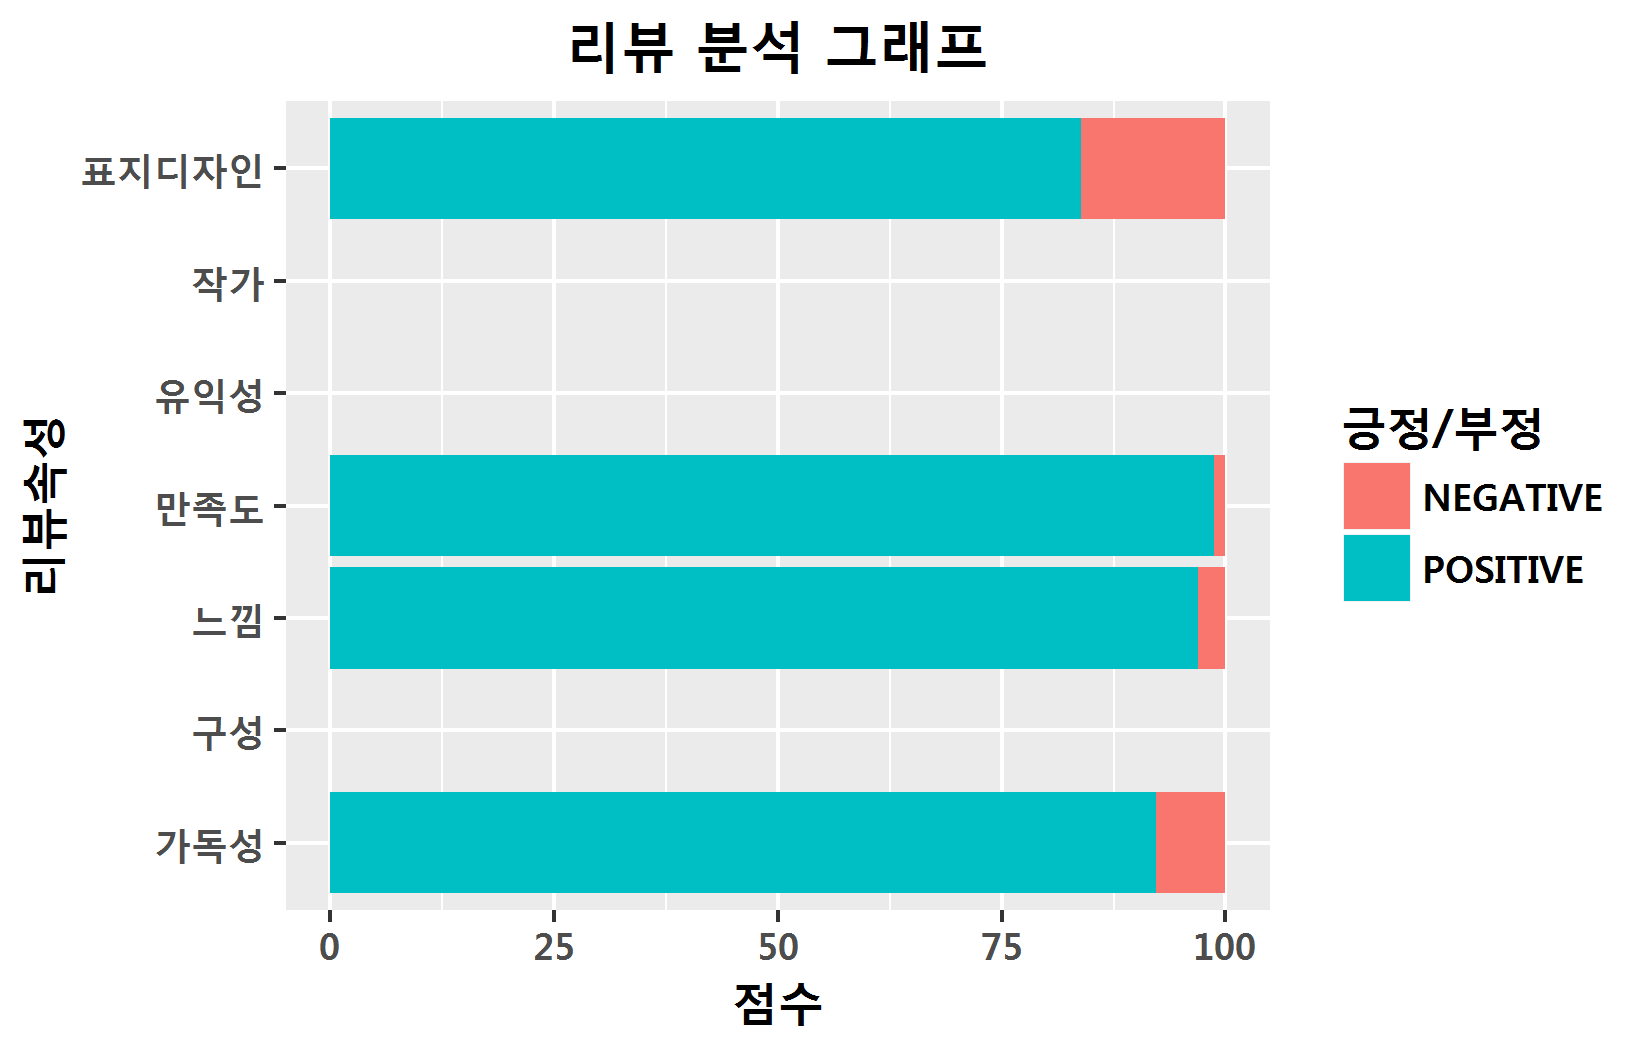 리뷰 분석 그래프
표지디자인
작가
유익성
만족도
느낌
구성
가독성
리뷰속성
0 25 50 75 100
점수
긍정/부정
NEGATIVE
POSITIVE